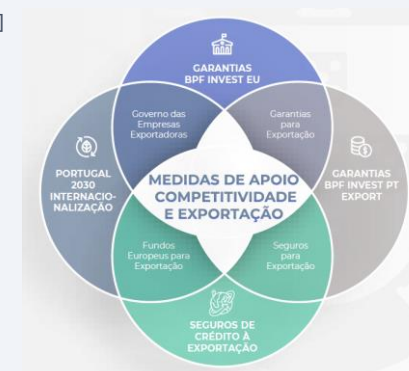 ]
GARANTIAS
BPF INVEST EU
Governo das
Empresas
Exportadoras
Garantias
para
Exportação
PORTUGAL
2030
INTERNACIO-
NALIZAÇÃO
MEDIDAS DE APOIO
COMPETITIVIDADE
E EXPORTAÇÃO
GARANTIAS
BPF INVEST PT
EXPORT
Fundos
Europeus para
Exportação
Seguros
para
Exportação
SEGUROS DE
CRÉDITO À
EXPORTAÇÃO